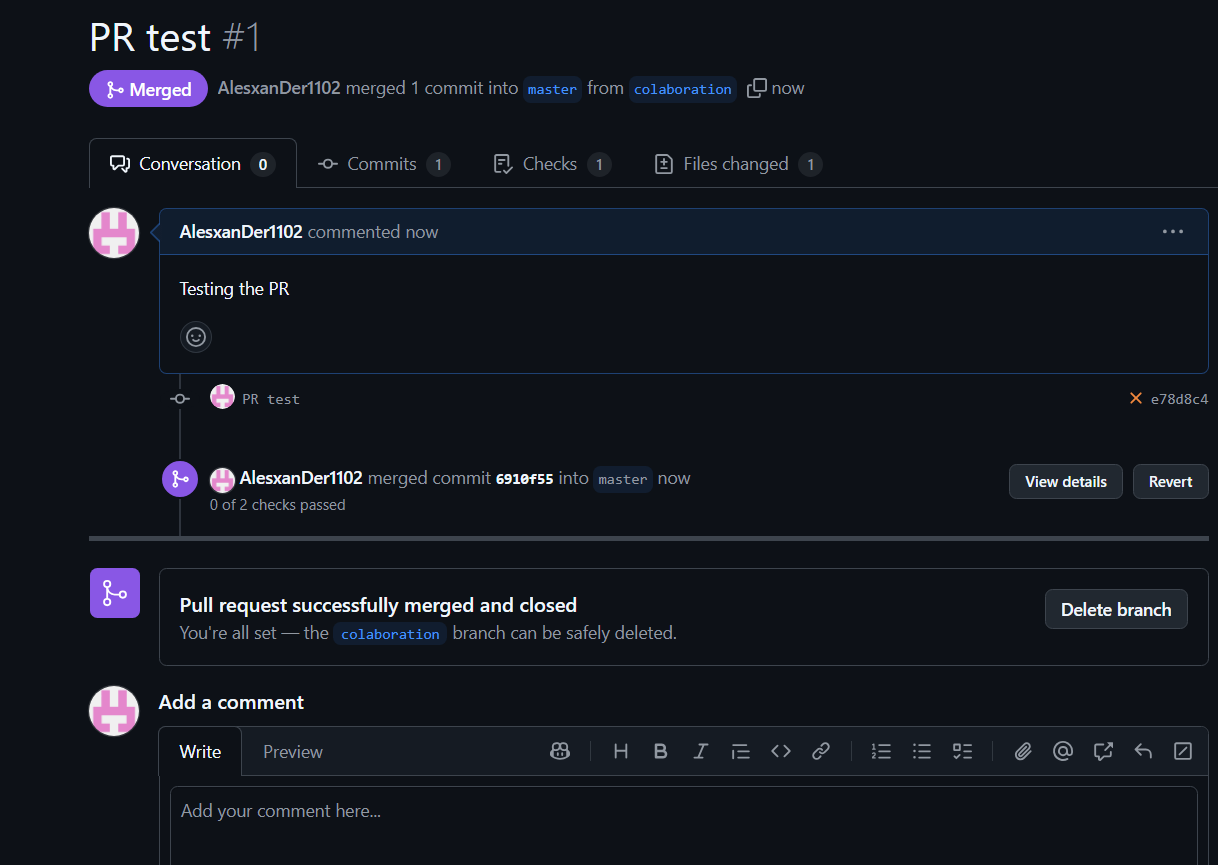 PR test #1
Merged AlesxanDer1102 merged 1 commit into master from colaboration now
Conversation 0 Commits 1 Checks 1 Files changed 1
AlesxanDer1102 commented now
Testing the PR
PR test e78d8c4
AlesxanDer1102 merged commit 6910f55 into master now View details Revert
0 of 2 checks passed
Pull request successfully merged and closed
You're all set — the colaboration branch can be safely deleted.
Delete branch
Add a comment
Write Preview
Add your comment here...